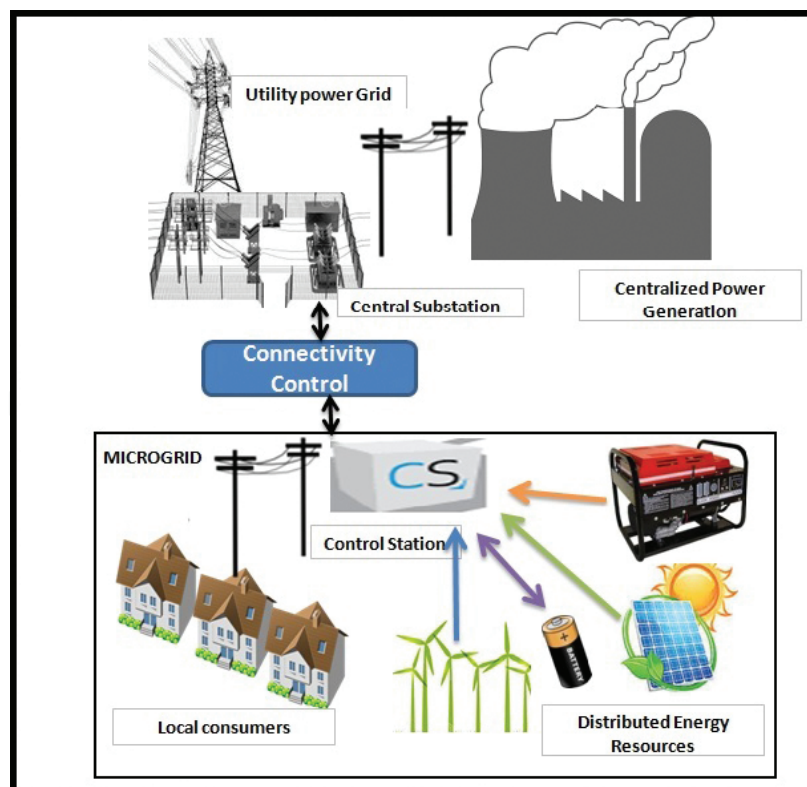 Utility power Grid
Centralized Power
Generation
Central Substation
Connectivity
Control
MICROGRID
CS
Control Station
BATTERY
Local consumers
Distributed Energy
Resources